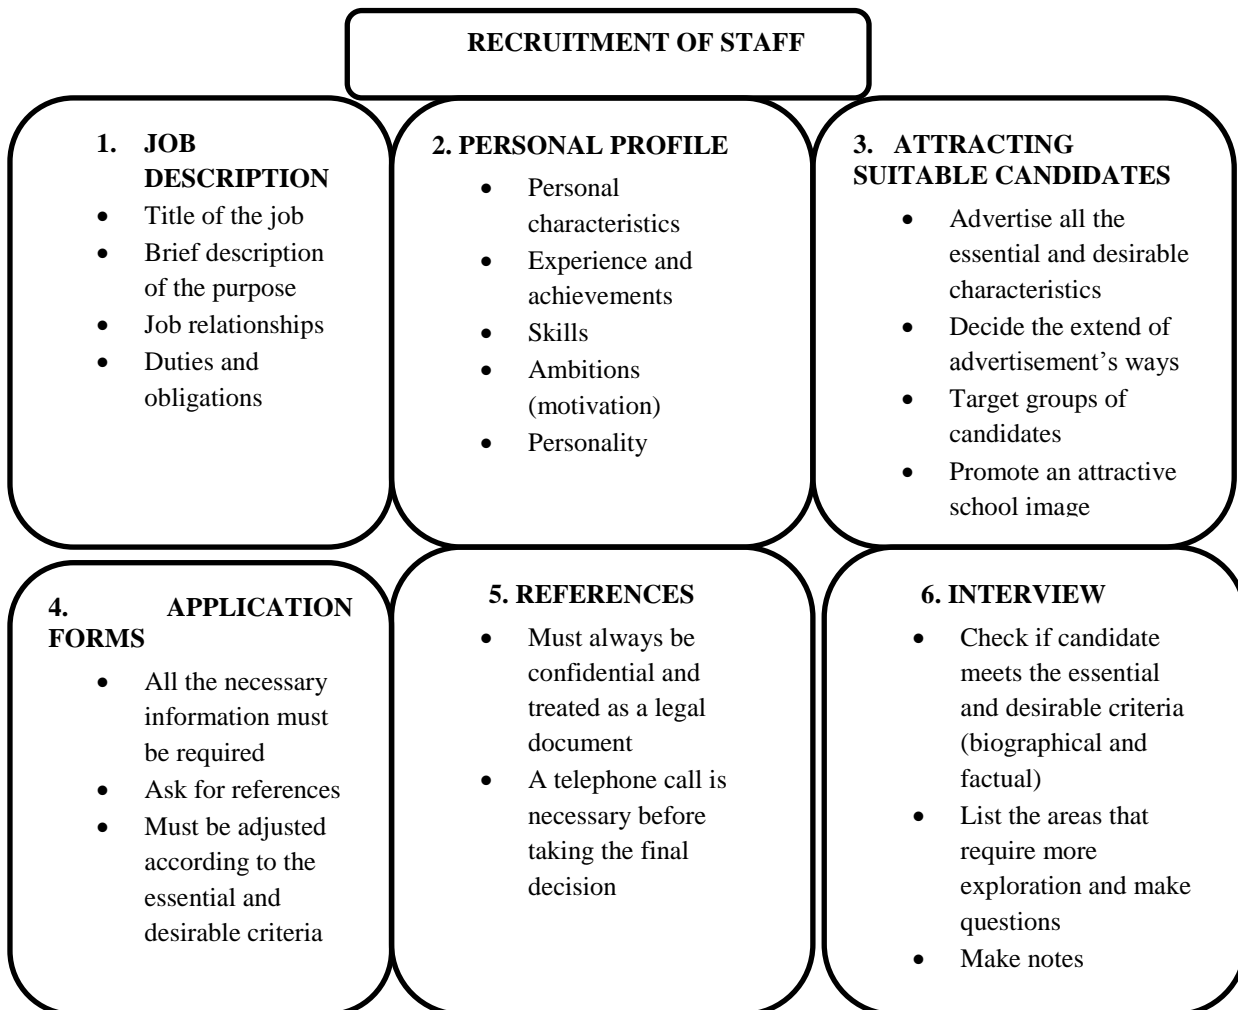 RECRUITMENT OF STAFF
1. JOB
DESCRIPTION
• Title of the job
• Brief description
of the purpose
• Job relationships
• Duties and
obligations
2. PERSONAL PROFILE
• Personal
characteristics
• Experience and
achievements
• Skills
• Ambitions
(motivation)
• Personality
3. ATTRACTING
SUITABLE CANDIDATES
• Advertise all the
essential and desirable
characteristics
• Decide the extend of
advertisement’s ways
• Target groups of
candidates
• Promote an attractive
school image
4. APPLICATION
FORMS
• All the necessary
information must
be required
• Ask for references
• Must be adjusted
according to the
essential and
desirable criteria
5. REFERENCES
• Must always be
confidential and
treated as a legal
document
• A telephone call is
necessary before
taking the final
decision
6. INTERVIEW
• Check if candidate
meets the essential
and desirable criteria
(biographical and
factual)
• List the areas that
require more
exploration and make
questions
• Make notes